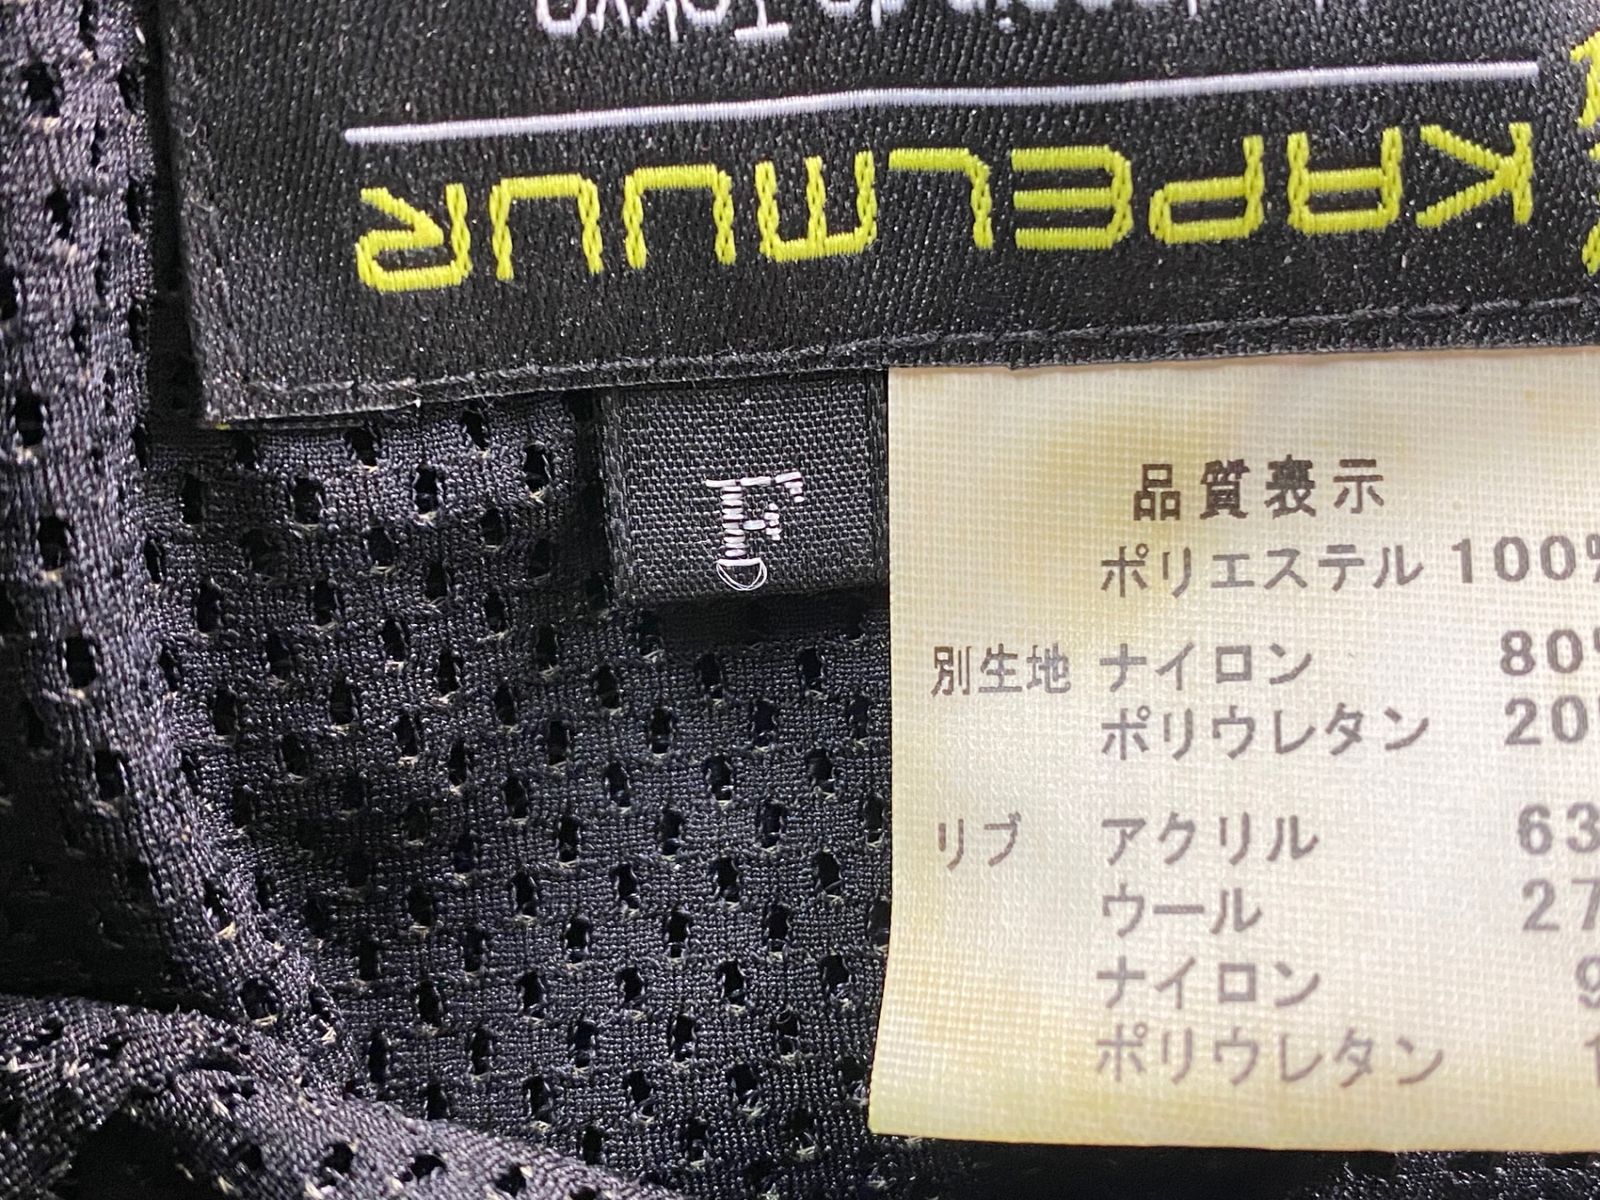 KAPELMUUR
Tokyo
F
品質表示
ポリエステル 100%
別生地 ナイロン 80%
ポリウレタン 20%
リブ アクリル 63
ウール 27
ナイロン 9
ポリウレタン 1